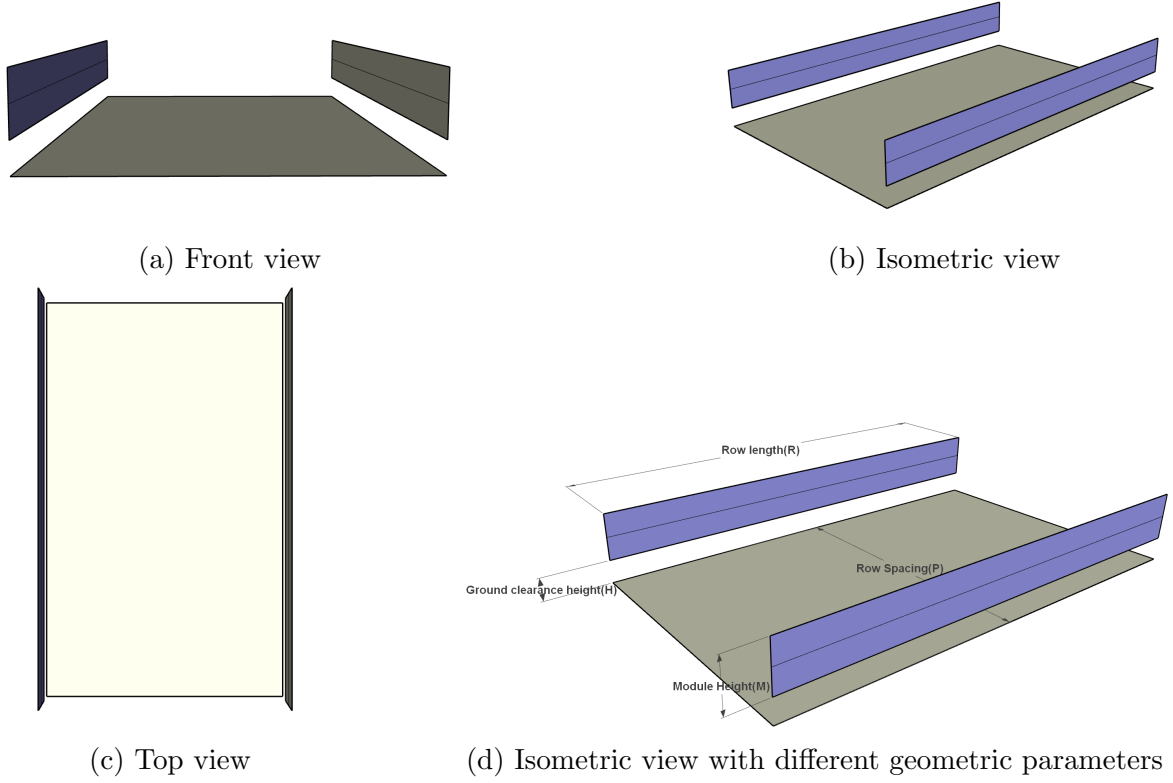 (a) Front view
(b) Isometric view
(c) Top view
Row length(R)
Row Spacing(P)
Ground clearance height(H)
Module Height(M)
(d) Isometric view with different geometric parameters